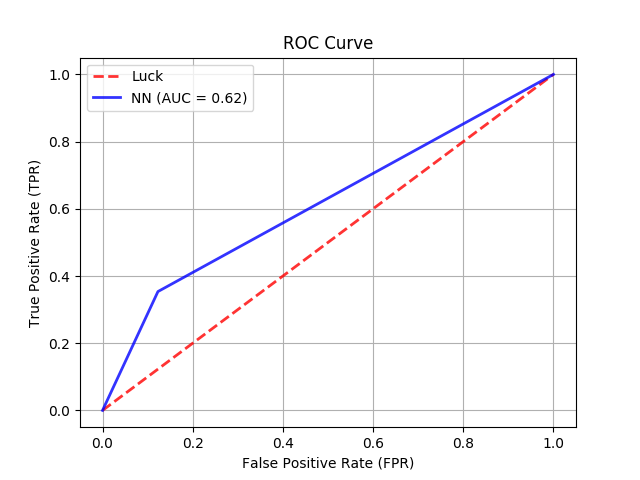 ROC Curve
Luck
NN (AUC = 0.62)
1.0
0.8
0.6
0.4
0.2
0.0
True Positive Rate (TPR)
0.0 0.2 0.4 0.6 0.8 1.0
False Positive Rate (FPR)